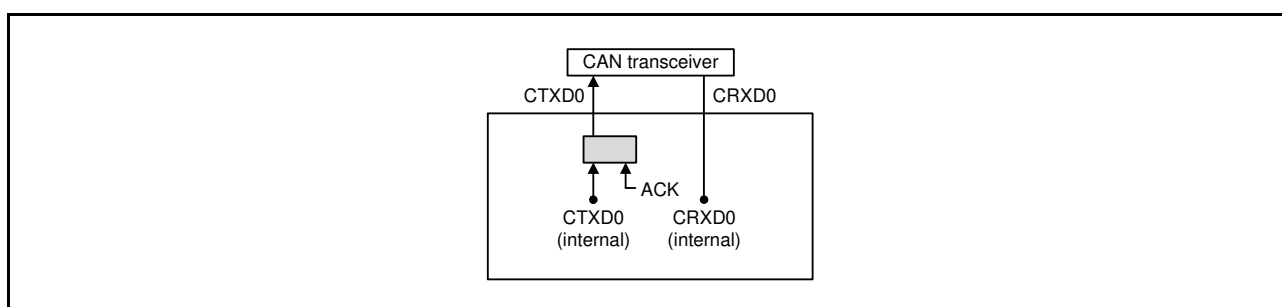 CAN transceiver
CTXD0 CRXD0
ACK
CTXD0 CRXD0
(internal) (internal)